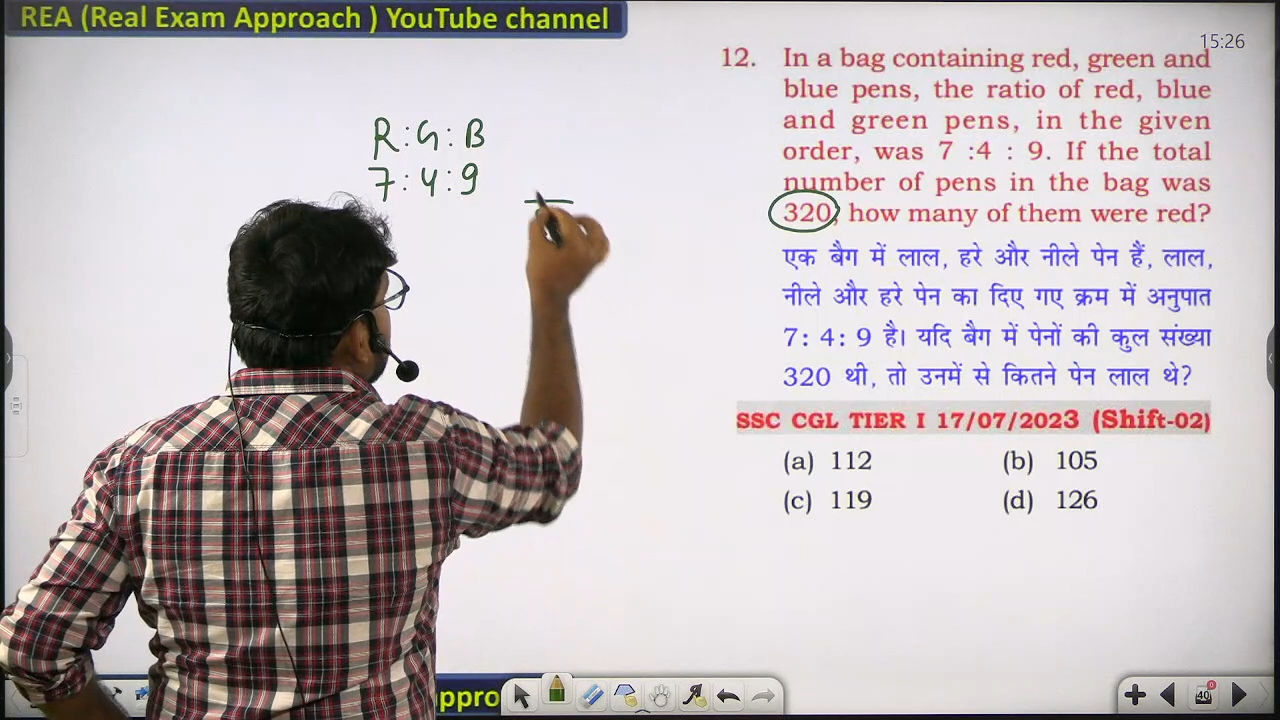 REA (Real Exam Approach ) YouTube channel
15:26
R:G:B
7:4:9
12. In a bag containing red, green and
blue pens, the ratio of red, blue
and green pens, in the given
order, was 7 :4 : 9. If the total
number of pens in the bag was
320, how many of them were red?
एक बैग में लाल, हरे और नीले पेन हैं, लाल,
नीले और हरे पेन का दिए गए क्रम में अनुपात
7: 4: 9 है। यदि बैग में पेनों की कुल संख्या
320 थी, तो उनमें से कितने पेन लाल थे?
SSC CGL TIER I 17/07/2023 (Shift-02)
(a) 112 (b) 105
(c) 119 (d) 126
appro
40